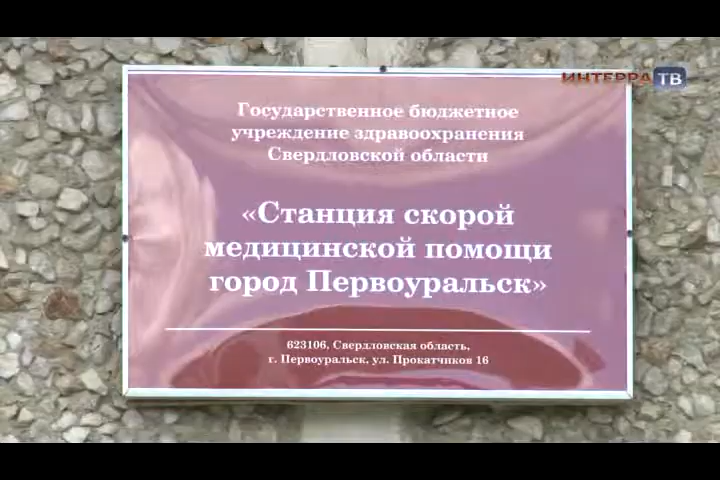 ИНТЕРРА ТВ
Государственное бюджетное
учреждение здравоохранения
Свердловской области
«Станция скорой
медицинской помощи
город Первоуральск»
623106, Свердловская область,
г. Первоуральск, ул. Прокатчиков 16